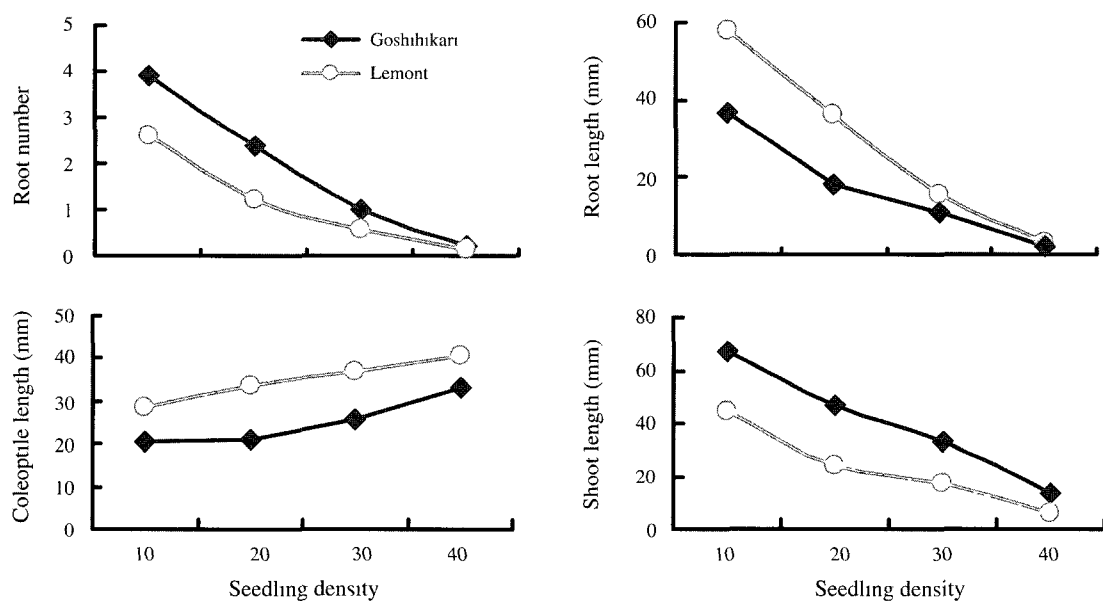 Root number
5
4
3
2
1
0
Goshihikari
Lemont
Root length (mm)
60
40
20
0
Coleoptile length (mm)
50
40
30
20
10
0
10 20 30 40
Seedling density
Shoot length (mm)
80
60
40
20
0
10 20 30 40
Seedling density